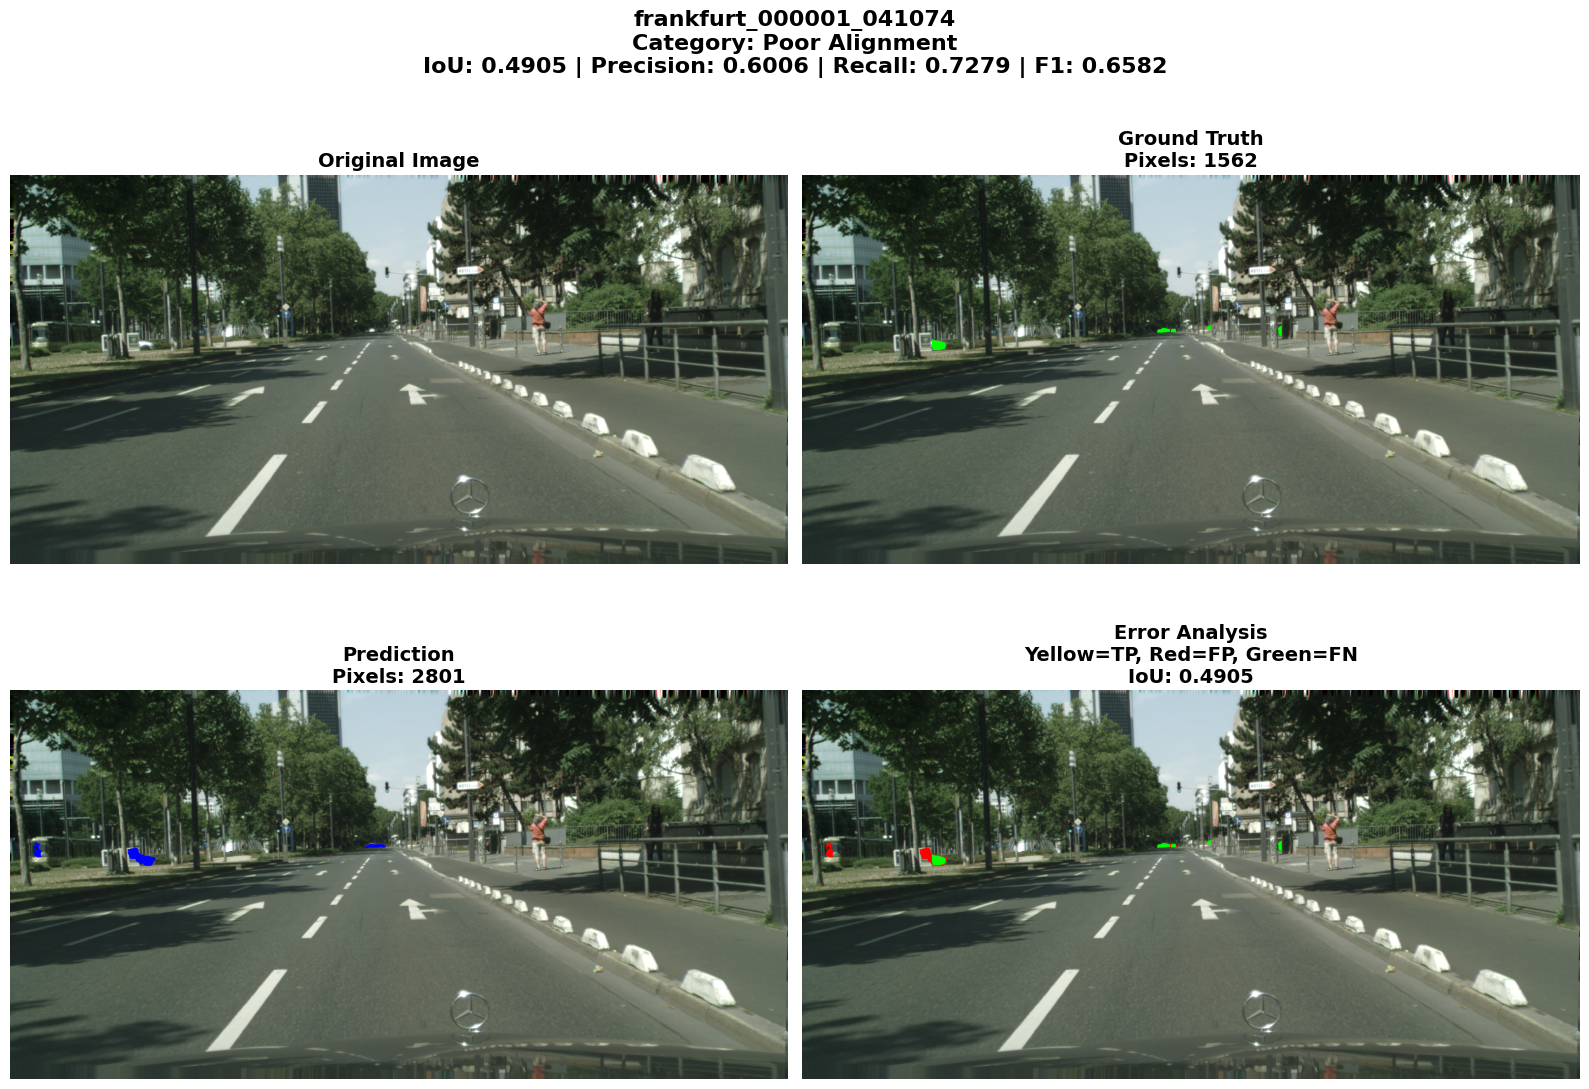 frankfurt_000001_041074
Category: Poor Alignment
IoU: 0.4905 | Precision: 0.6006 | Recall: 0.7279 | F1: 0.6582
Original Image
Ground Truth
Pixels: 1562
Prediction
Pixels: 2801
Error Analysis
Yellow=TP, Red=FP, Green=FN
IoU: 0.4905